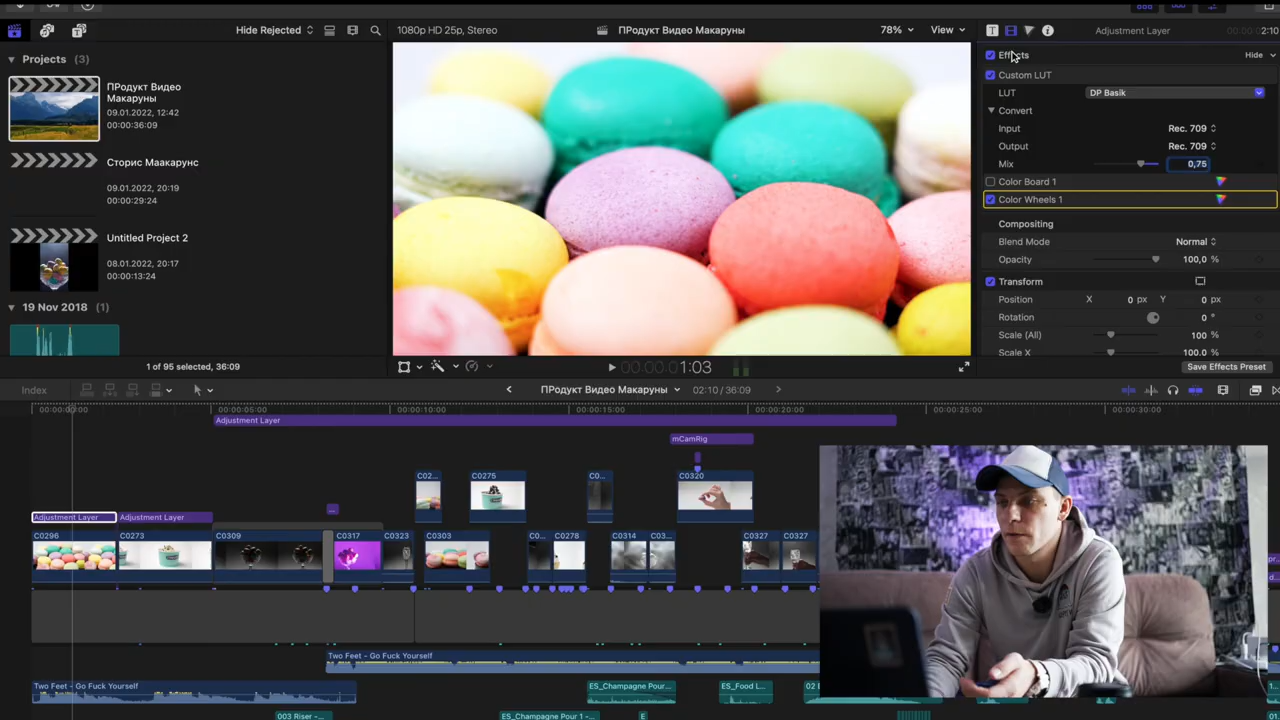 Hide Rejected
1080p HD 25p, Stereo
ПРодукт Видео Макаруны
78%
View
Adjustment Layer
2:10
Projects (3)
ПРодукт Видео
Макаруны
09.01.2022, 12:42
00:00:36:09
Сторис Маакарунс
09.01.2022, 20:19
00:00:29:24
Untitled Project 2
08.01.2022, 20:17
00:00:13:24
19 Nov 2018 (1)
1 of 95 selected, 36:09
Effects
Hide
Custom LUT
LUT
DP Basik
Convert
Input
Rec. 709
Output
Rec. 709
Mix
0,75
Color Board 1
Color Wheels 1
Compositing
Blend Mode
Normal
Opacity
100,0 %
Transform
Position
X 0 px Y 0 px
Rotation
0 °
Scale (All)
100 %
Scale X
100.0 %
Save Effects Preset
00:00:00:01:03
Index
ПРодукт Видео Макаруны
02:10 / 36:09
00:00:00:00
00:00:05:00
00:00:10:00
00:00:15:00
00:00:20:00
00:00:25:00
00:00:30:00
Adjustment Layer
mCamRig
C02...
C0275
C0...
C0320
Adjustment Layer
Adjustment Layer
...
C0296
C0273
C0309
C0317
C0323
C0303
C0...
C0278
C0314
C03...
C0327
C0327
Two Feet - Go Fuck Yourself
Two Feet - Go Fuck Yourself
ES_Champagne Pour...
ES_Food L...
003 Riser -...
ES_Champagne Pour 1 -...
E